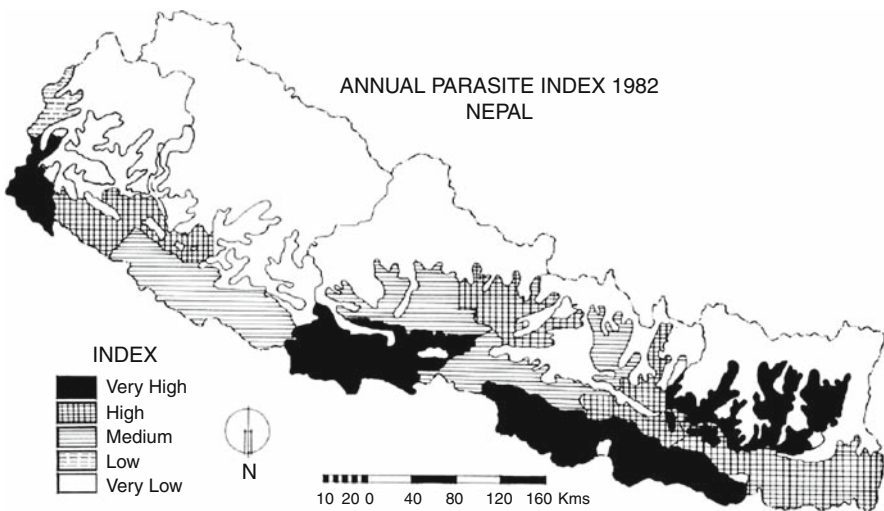 ANNUAL PARASITE INDEX 1982
NEPAL
INDEX
Very High
High
Medium
Low
Very Low
N
10 20 0 40 80 120 160 Kms